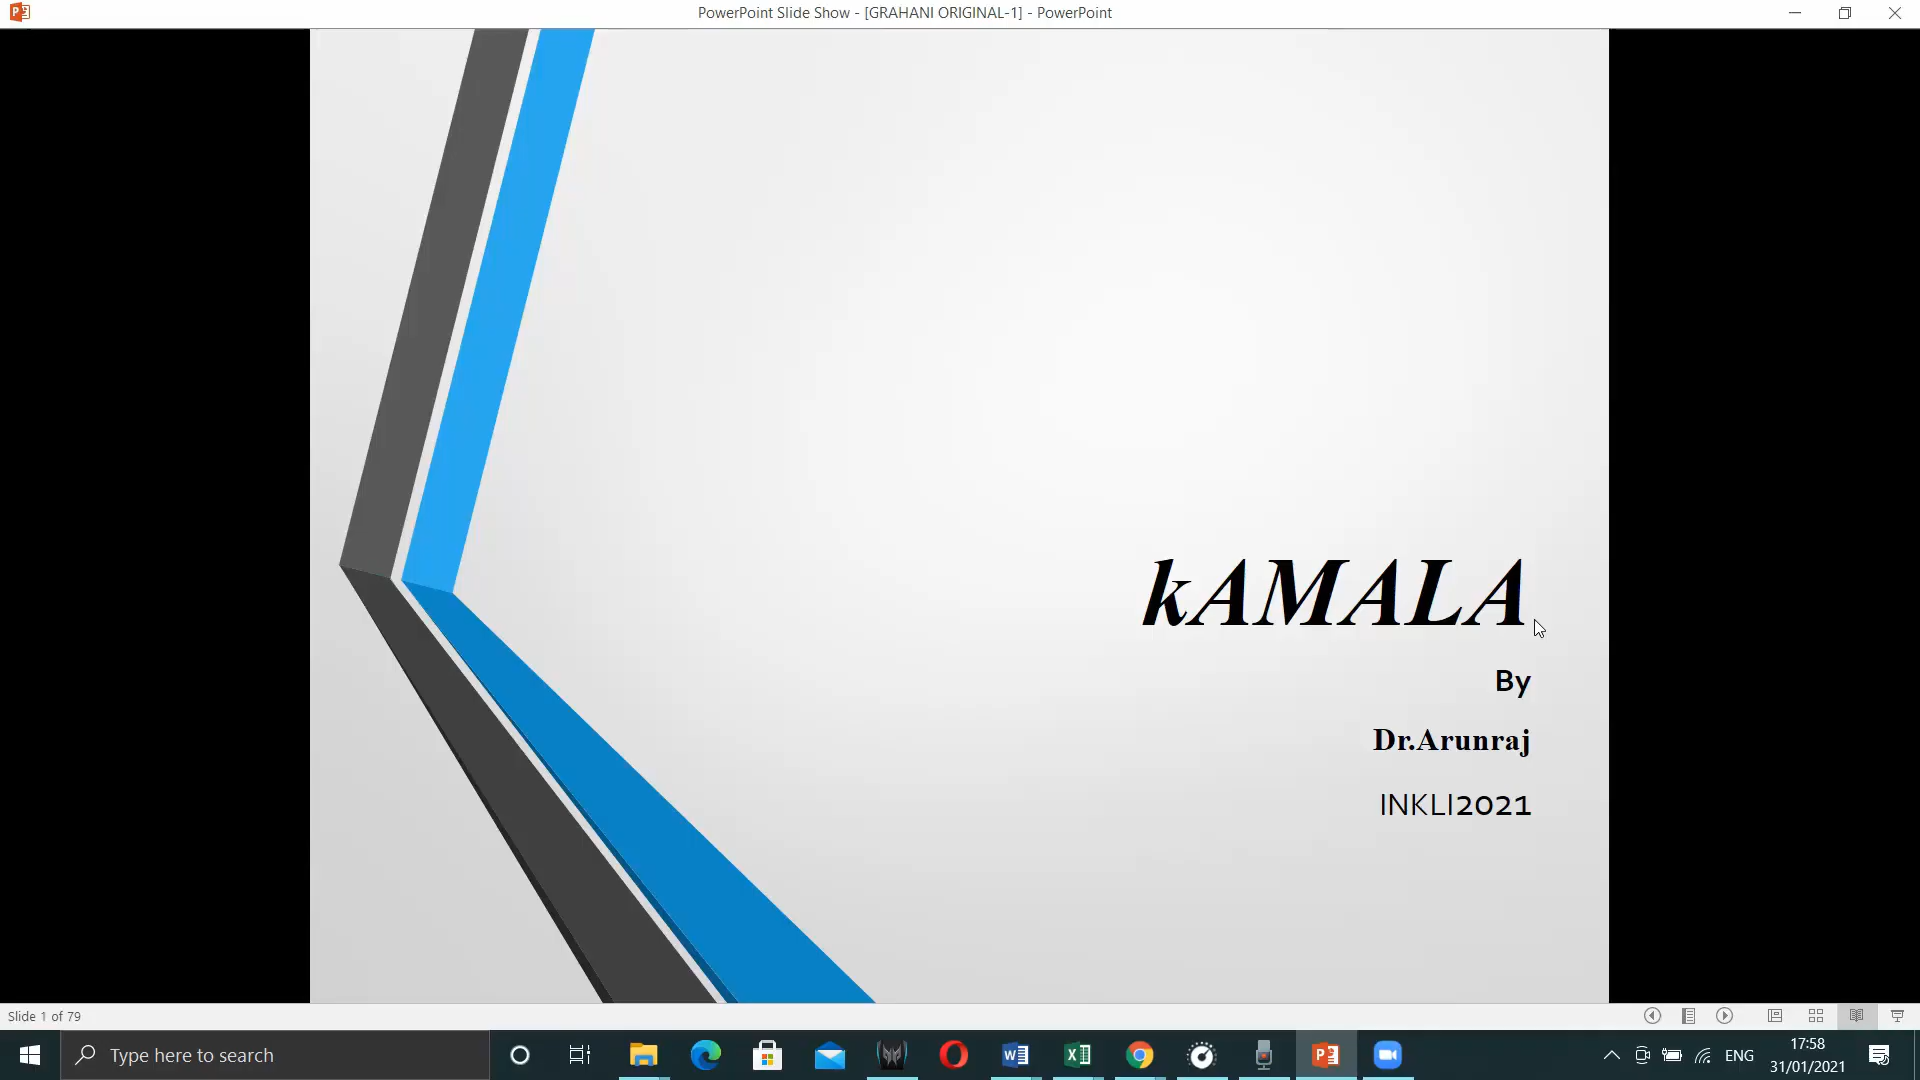 PowerPoint Slide Show - [GRAHANI ORIGINAL-1] - PowerPoint
kAMALA
By
Dr.Arunraj
INKLI2021
Slide 1 of 79
Type here to search
ENG
17:58
31/01/2021